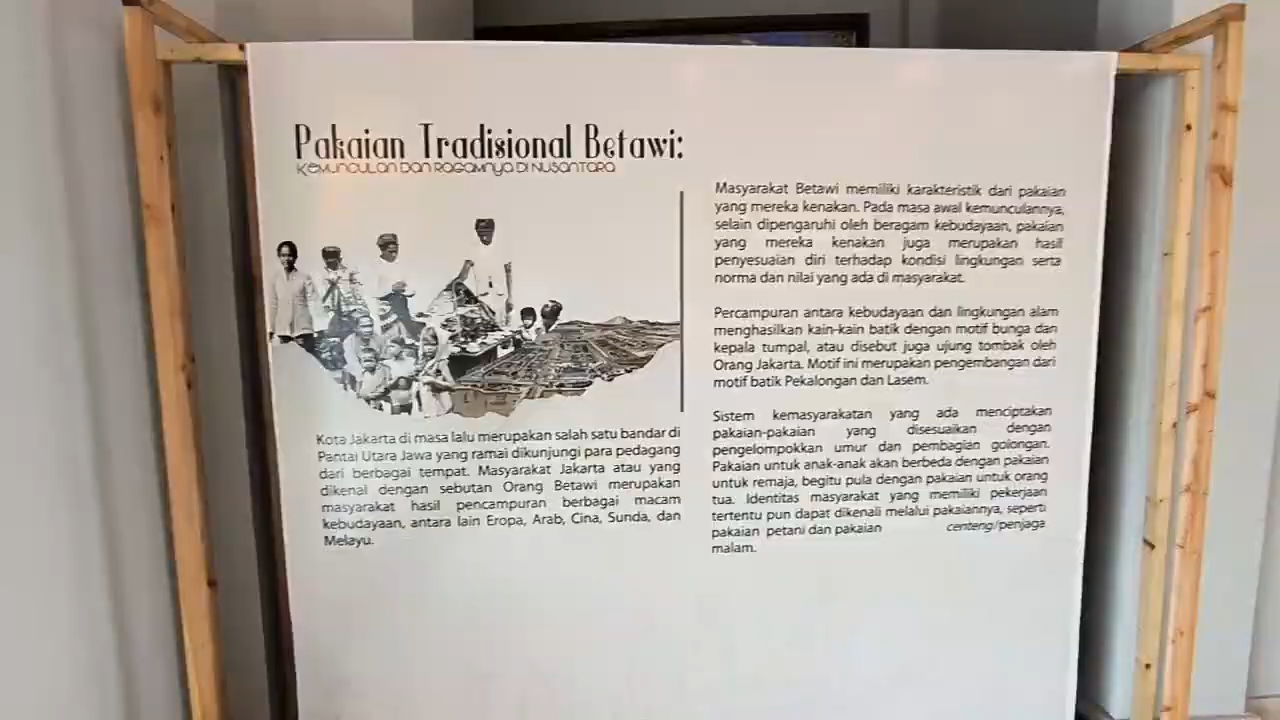 Pakaian Tradisional Betawi:
Kemunculan dan Ragamnya di Nusantara
Kota Jakarta di masa lalu merupakan salah satu bandar di
Pantai Utara Jawa yang ramai dikunjungi para pedagang
dari berbagai tempat. Masyarakat Jakarta atau yang
dikenal dengan sebutan Orang Betawi merupakan
masyarakat hasil pencampuran berbagai macam
kebudayaan, antara lain Eropa, Arab, Cina, Sunda, dan
Melayu.
Masyarakat Betawi memiliki karakteristik dari pakaian
yang mereka kenakan. Pada masa awal kemunculannya,
selain dipengaruhi oleh beragam kebudayaan, pakaian
yang mereka kenakan juga merupakan hasil
penyesuaian diri terhadap kondisi lingkungan serta
norma dan nilai yang ada di masyarakat.
Percampuran antara kebudayaan dan lingkungan alam
menghasilkan kain-kain batik dengan motif bunga dan
kepala tumpal, atau disebut juga ujung tombak oleh
Orang Jakarta. Motif ini merupakan pengembangan dari
motif batik Pekalongan dan Lasem.
Sistem kemasyarakatan yang ada menciptakan
pakaian-pakaian yang disesuaikan dengan
pengelompokkan umur dan pembagian golongan.
Pakaian untuk anak-anak akan berbeda dengan pakaian
untuk remaja, begitu pula dengan pakaian untuk orang
tua. Identitas masyarakat yang memiliki pekerjaan
tertentu pun dapat dikenali melalui pakaiannya, seperti
pakaian petani dan pakaian centeng/penjaga
malam.